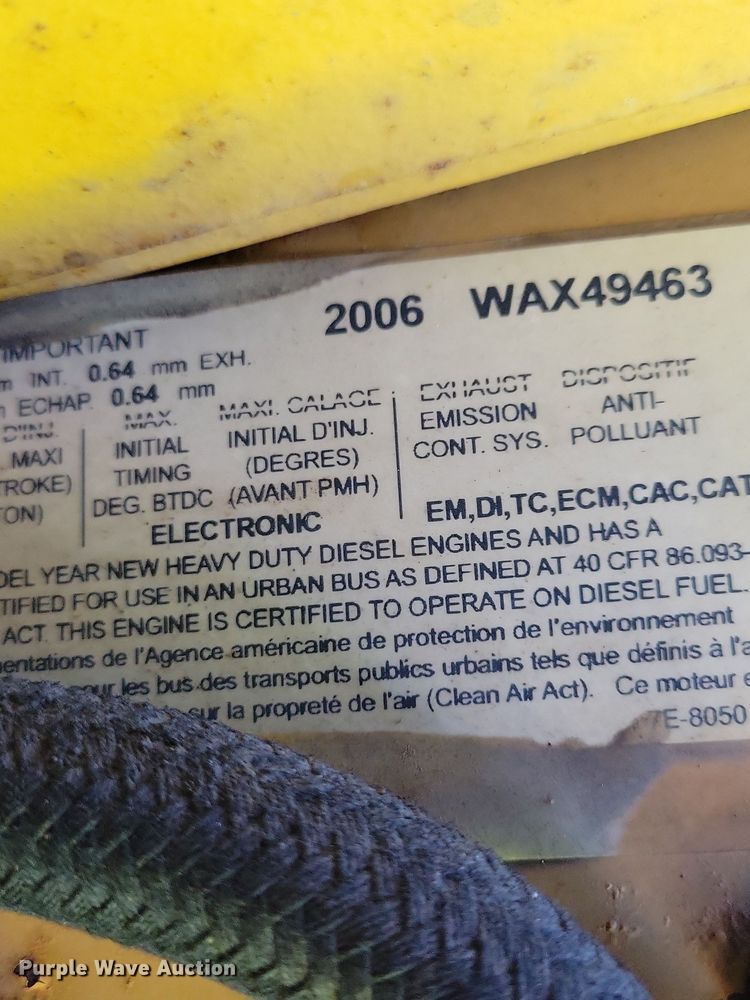 2006 WAX49463
IMPORTANT
INT. 0.64 mm EXH.
ECHAP. 0.64 mm
D'INJ. MAX. MAXI. CALAGE EXHAUST DISPOSITIF
MAXI INITIAL INITIAL D'INJ. EMISSION ANTI-
TROKE) TIMING (DEGRES) CONT. SYS. POLLUANT
TON) DEG. BTDC (AVANT PMH)
ELECTRONIC EM,DI,TC,ECM,CAC,CAT
DEL YEAR NEW HEAVY DUTY DIESEL ENGINES AND HAS A
TIFIED FOR USE IN AN URBAN BUS AS DEFINED AT 40 CFR 86.093-
ACT. THIS ENGINE IS CERTIFIED TO OPERATE ON DIESEL FUEL.
mentations de l'Agence américaine de protection de l'environnement
pour les bus des transports publics urbains tels que définis à l'a
sur la propreté de l'air (Clean Air Act). Ce moteur e
E-8050
Purple Wave Auction